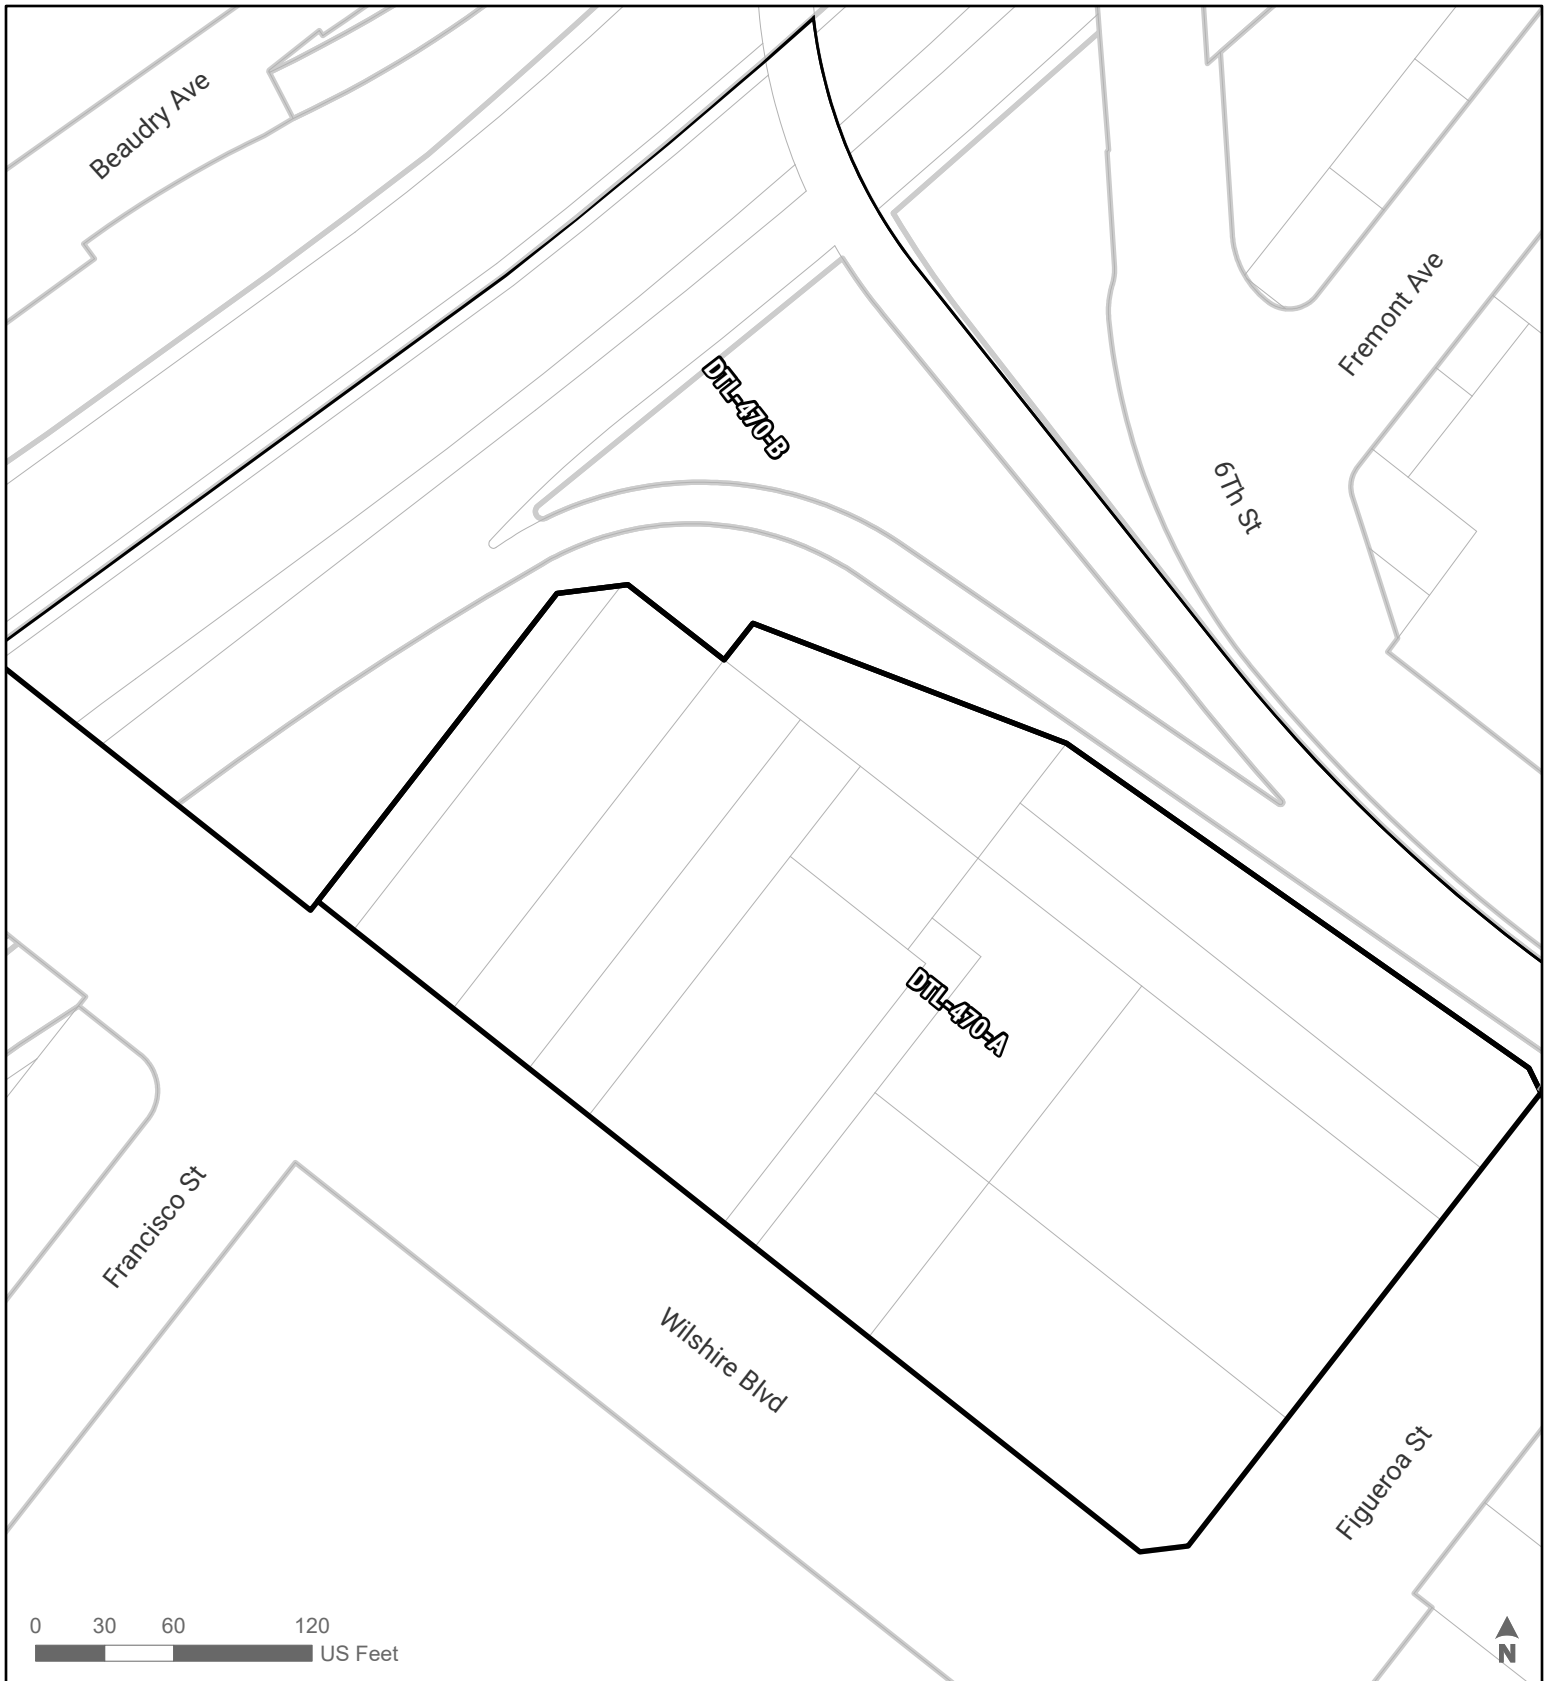 Beaudry Ave
Fremont Ave
DTL-470-B
6Th St
DTL-470-A
Francisco St
Wilshire Blvd
Figueroa St
0 30 60 120
US Feet
N